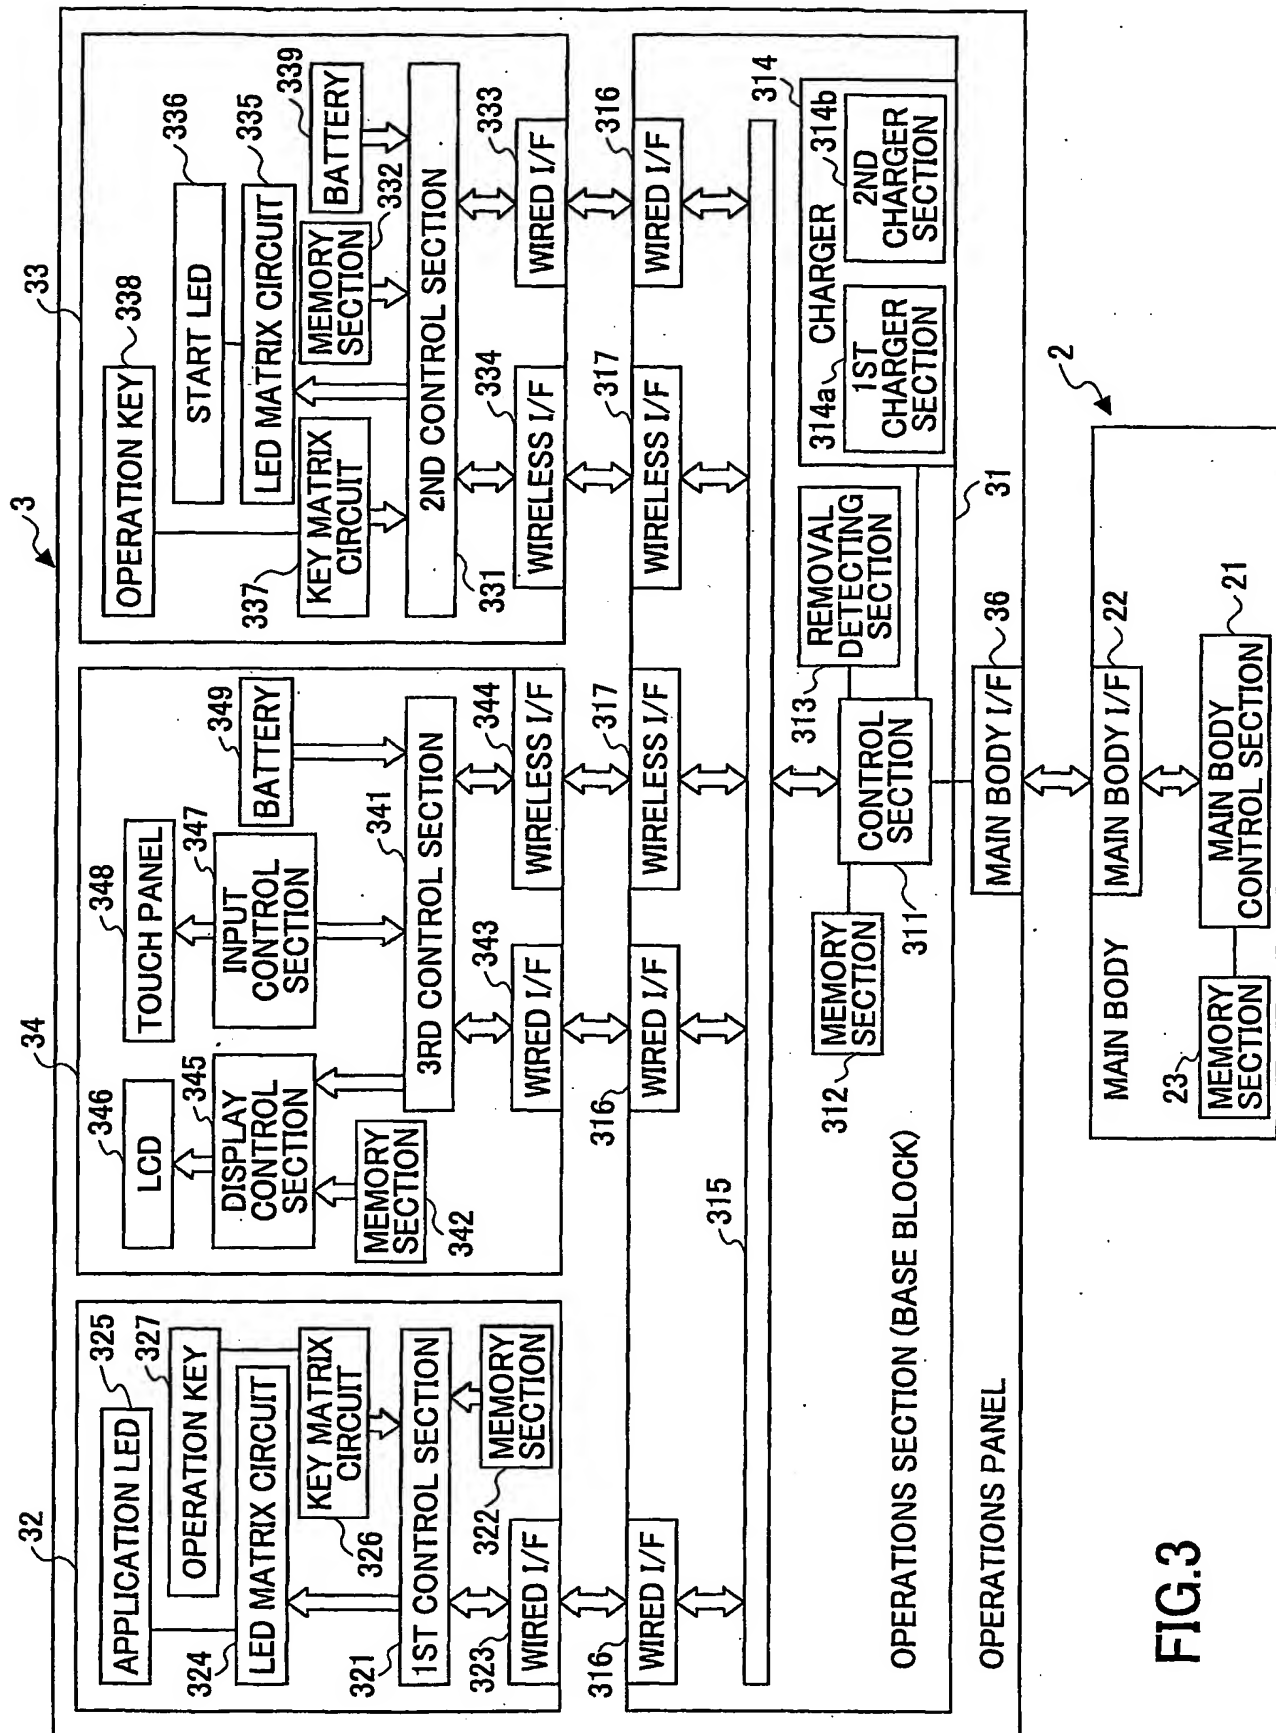 3
32
APPLICATION LED
325
OPERATION KEY
327
324
LED MATRIX CIRCUIT
KEY MATRIX
CIRCUIT
326
321
1ST CONTROL SECTION
MEMORY
SECTION
322
323
WIRED I/F
34
LCD
346
TOUCH PANEL
348
DISPLAY
CONTROL
SECTION
345
INPUT
CONTROL
SECTION
347
BATTERY
349
MEMORY
SECTION
342
3RD CONTROL SECTION
341
WIRED I/F
343
WIRELESS I/F
344
33
OPERATION KEY
338
START LED
336
LED MATRIX CIRCUIT
335
337
KEY MATRIX
CIRCUIT
MEMORY
SECTION
332
BATTERY
339
331
2ND CONTROL SECTION
WIRELESS I/F
334
WIRED I/F
333
316
WIRED I/F
316
WIRED I/F
WIRELESS I/F
317
WIRELESS I/F
317
WIRED I/F
316
315
312
MEMORY
SECTION
311
CONTROL
SECTION
313
REMOVAL
DETECTING
SECTION
314
CHARGER
314a
1ST
CHARGER
SECTION
314b
2ND
CHARGER
SECTION
OPERATIONS SECTION (BASE BLOCK)
31
OPERATIONS PANEL
MAIN BODY I/F
36
2
MAIN BODY
MAIN BODY I/F
22
23
MEMORY
SECTION
MAIN BODY
CONTROL SECTION
21
FIG.3